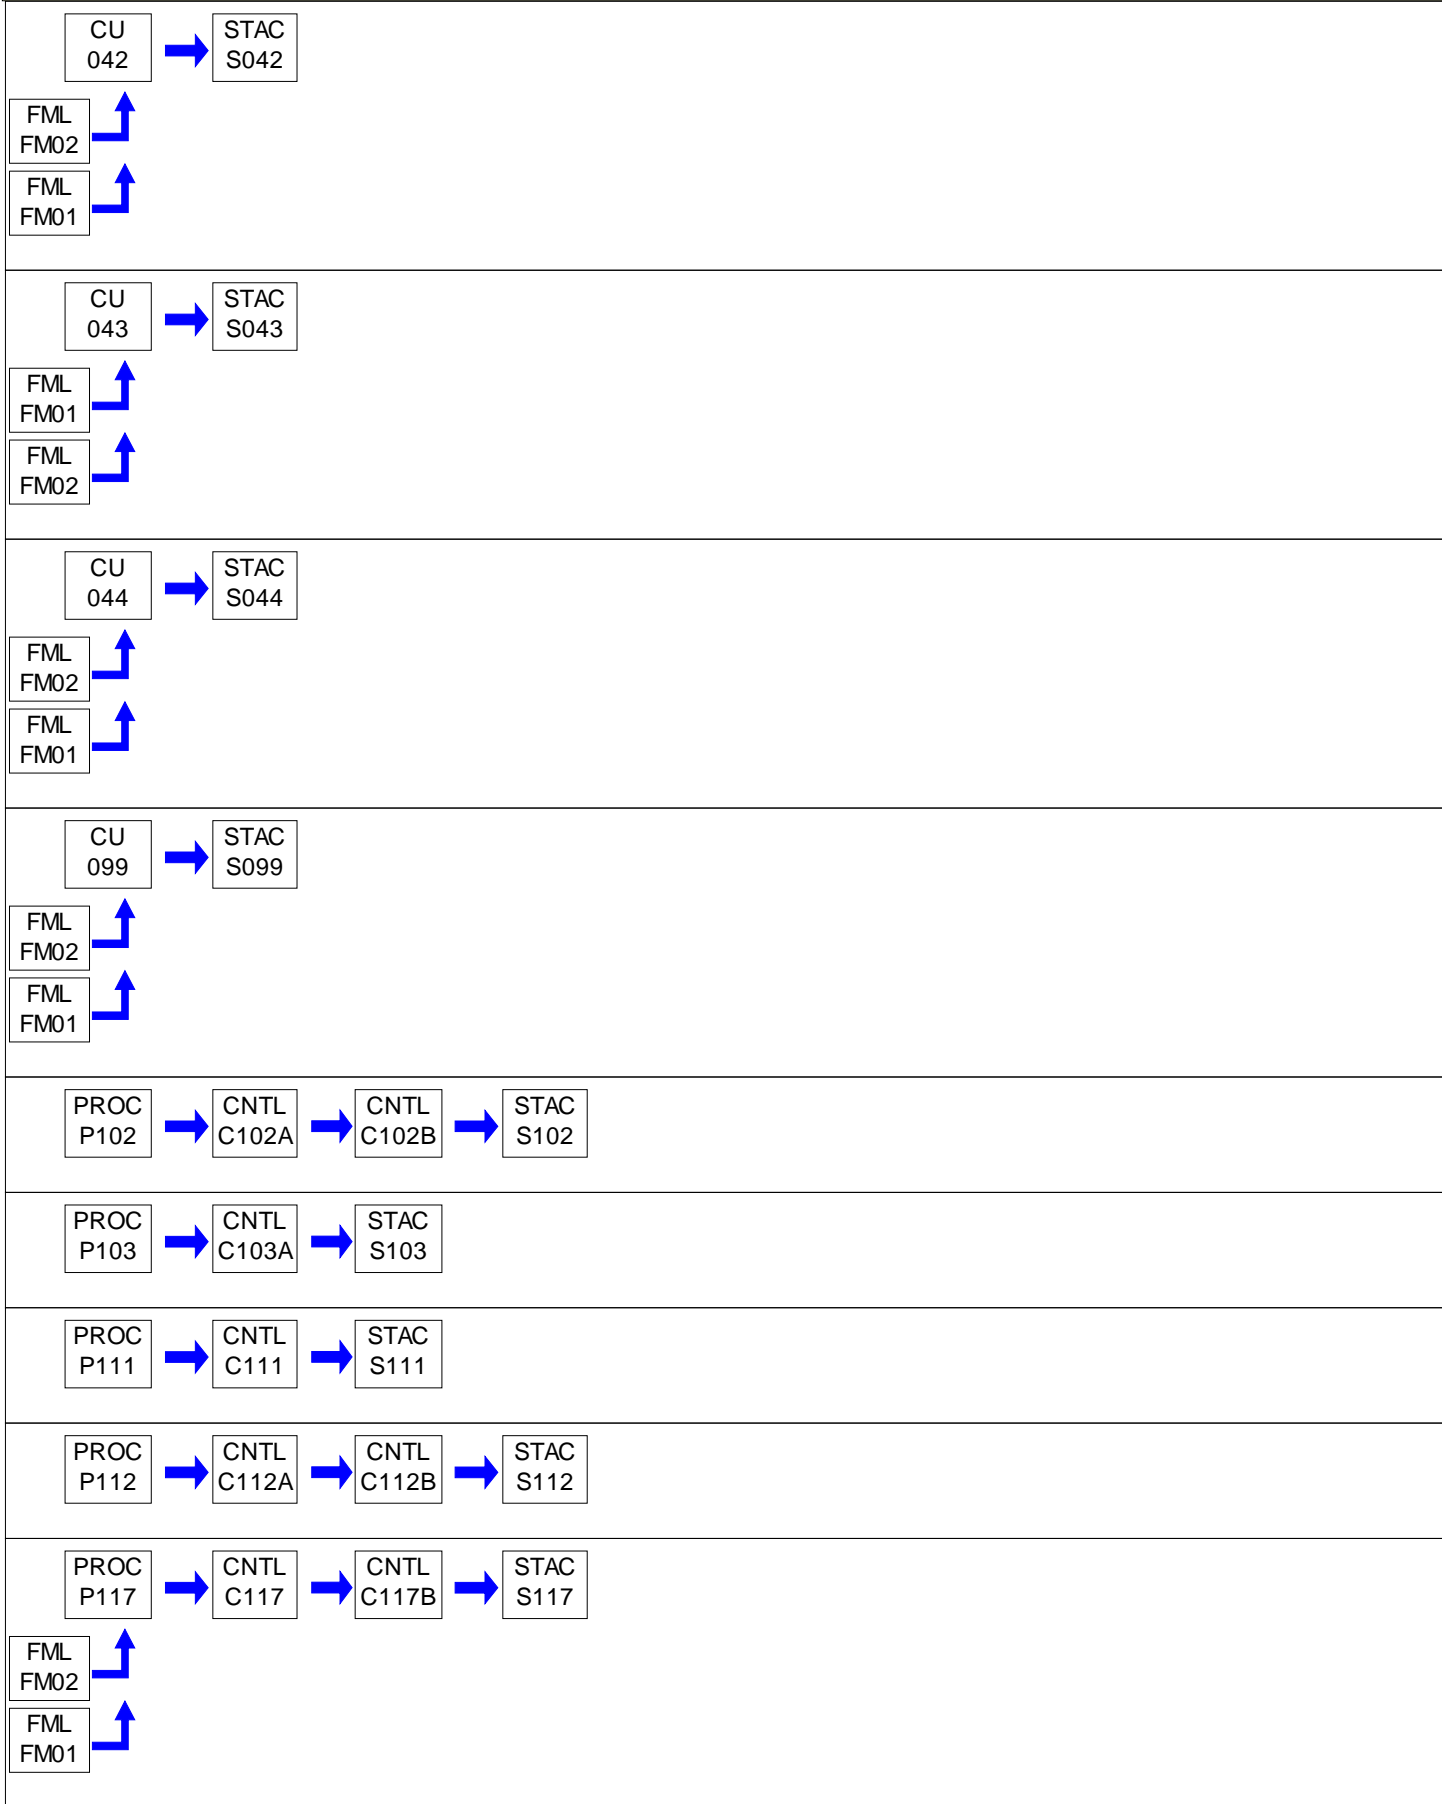 CU
042
STAC
S042
FML
FM02
FML
FM01
CU
043
STAC
S043
FML
FM01
FML
FM02
CU
044
STAC
S044
FML
FM02
FML
FM01
CU
099
STAC
S099
FML
FM02
FML
FM01
PROC
P102
CNTL
C102A
CNTL
C102B
STAC
S102
PROC
P103
CNTL
C103A
STAC
S103
PROC
P111
CNTL
C111
STAC
S111
PROC
P112
CNTL
C112A
CNTL
C112B
STAC
S112
PROC
P117
CNTL
C117
CNTL
C117B
STAC
S117
FML
FM02
FML
FM01